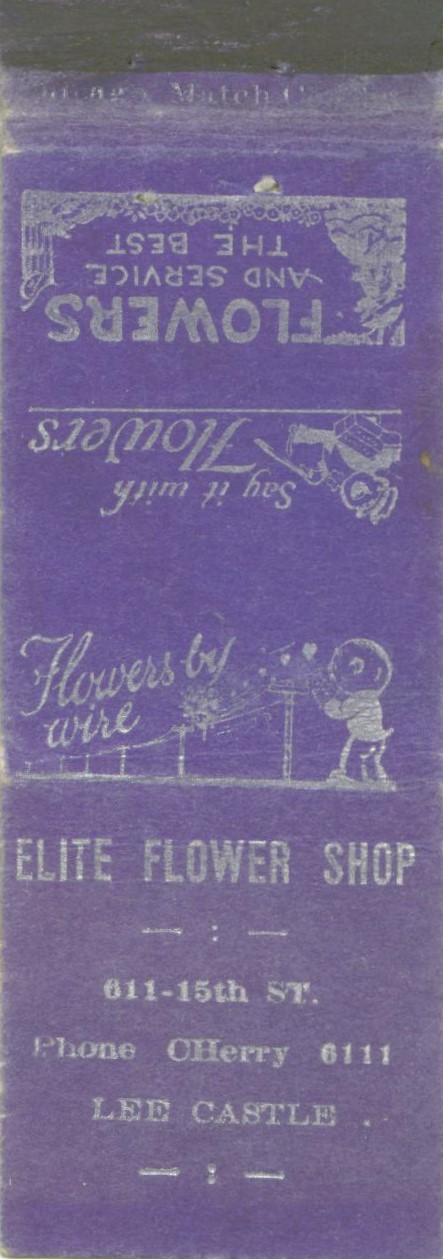 Match
FLOWERS
AND SERVICE
THE BEST
Say it with
Flowers
Flowers by
wire
ELITE FLOWER SHOP
— : —
611-15th ST.
Phone CHerry 6111
LEE CASTLE .
— : —